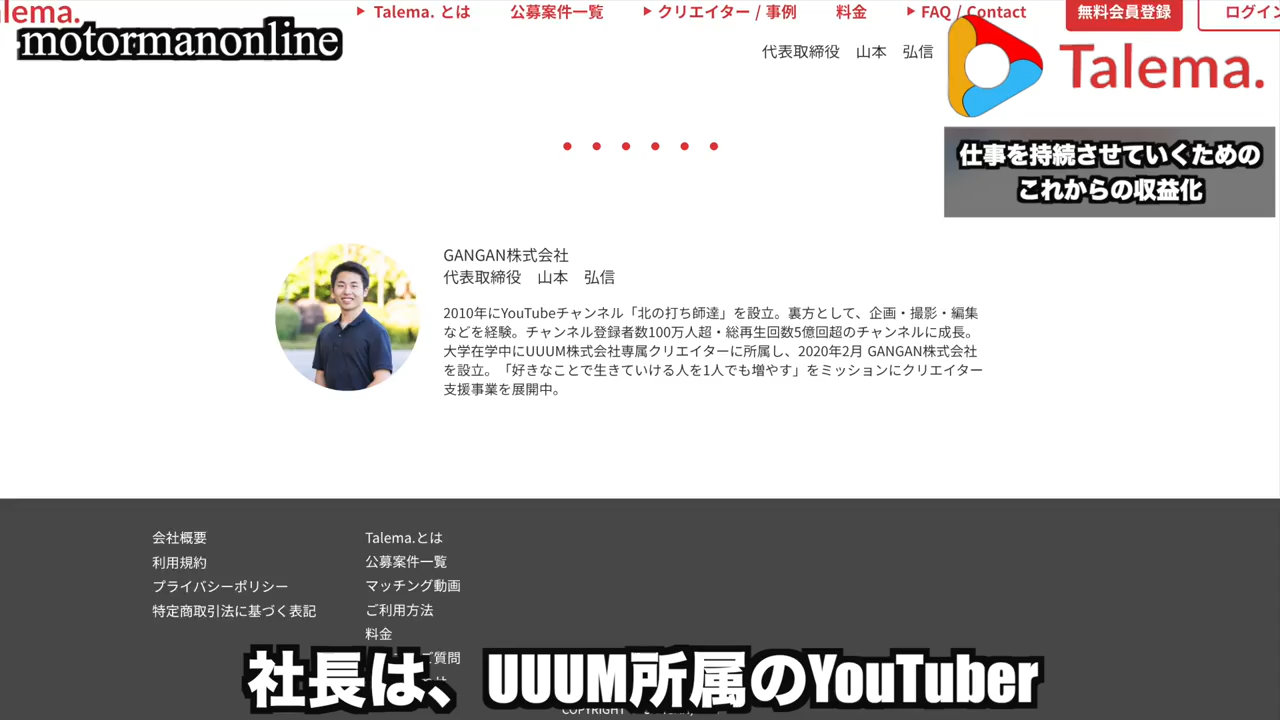 alema.
Talema. とは
公募案件一覧
クリエイター / 事例
料金
FAQ / Contact
無料会員登録
ログイン
motormanonline
代表取締役 山本 弘信
Talema.
仕事を持続させていくための
これからの収益化
GANGAN株式会社
代表取締役 山本 弘信
2010年にYouTubeチャンネル「北の打ち師達」を設立。裏方として、企画・撮影・編集
などを経験。チャンネル登録者数100万人超・総再生回数5億回超のチャンネルに成長。
大学在学中にUUUM株式会社専属クリエイターに所属し、2020年2月 GANGAN株式会社
を設立。「好きなことで生きていける人を1人でも増やす」をミッションにクリエイター
支援事業を展開中。
会社概要
利用規約
プライバシーポリシー
特定商取引法に基づく表記
Talema.とは
公募案件一覧
マッチング動画
ご利用方法
料金
ご質問
社長は、UUUM所属のYouTuber
COPYRIGHT